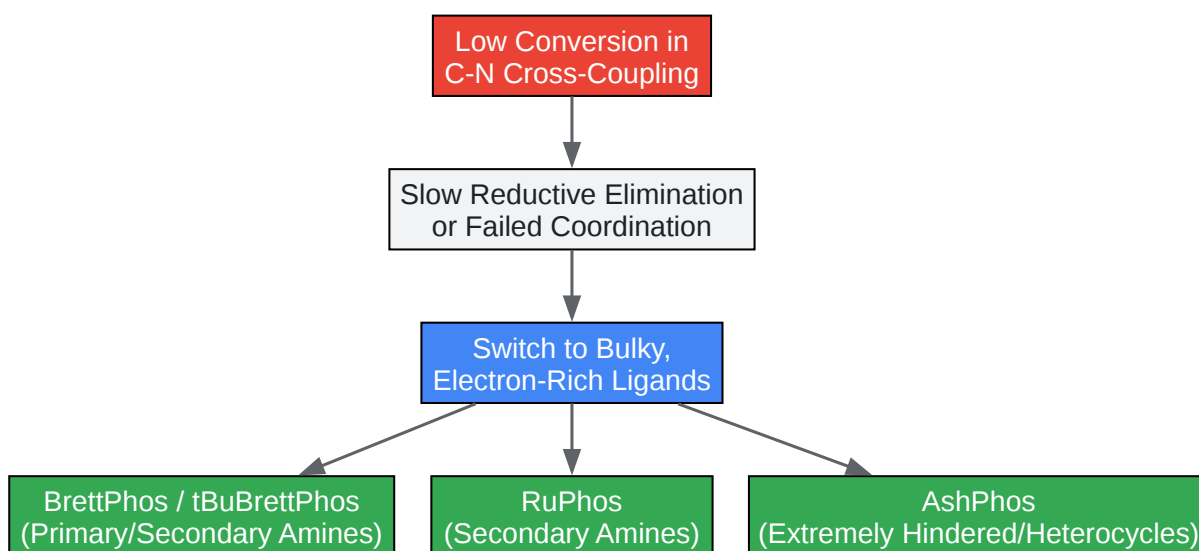 Low Conversion in
C-N Cross-Coupling
Slow Reductive Elimination
or Failed Coordination
Switch to Bulky,
Electron-Rich Ligands
BrettPhos / tBuBrettPhos
(Primary/Secondary Amines)
RuPhos
(Secondary Amines)
AshPhos
(Extremely Hindered/Heterocycles)